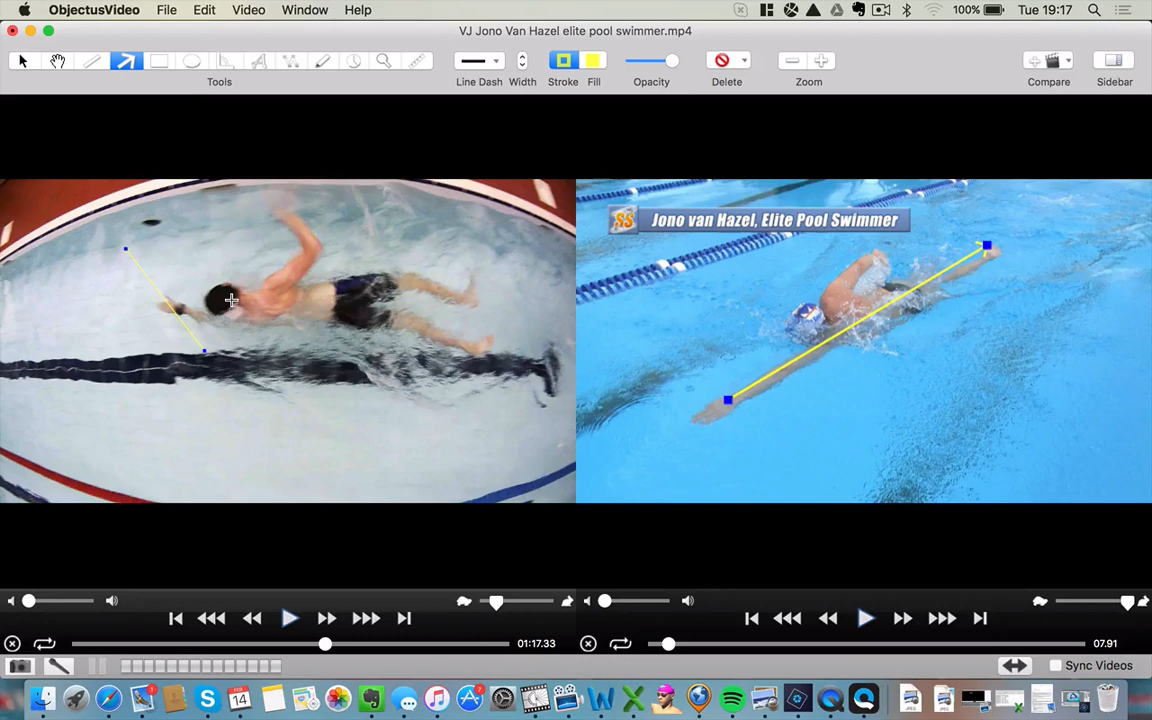 ObjectusVideo File Edit Video Window Help 100% Tue 19:17
VJ Jono Van Hazel elite pool swimmer.mp4
Tools Line Dash Width Stroke Fill Opacity Delete Zoom Compare Sidebar
SS Jono van Hazel, Elite Pool Swimmer
01:17.33 07.91
Sync Videos